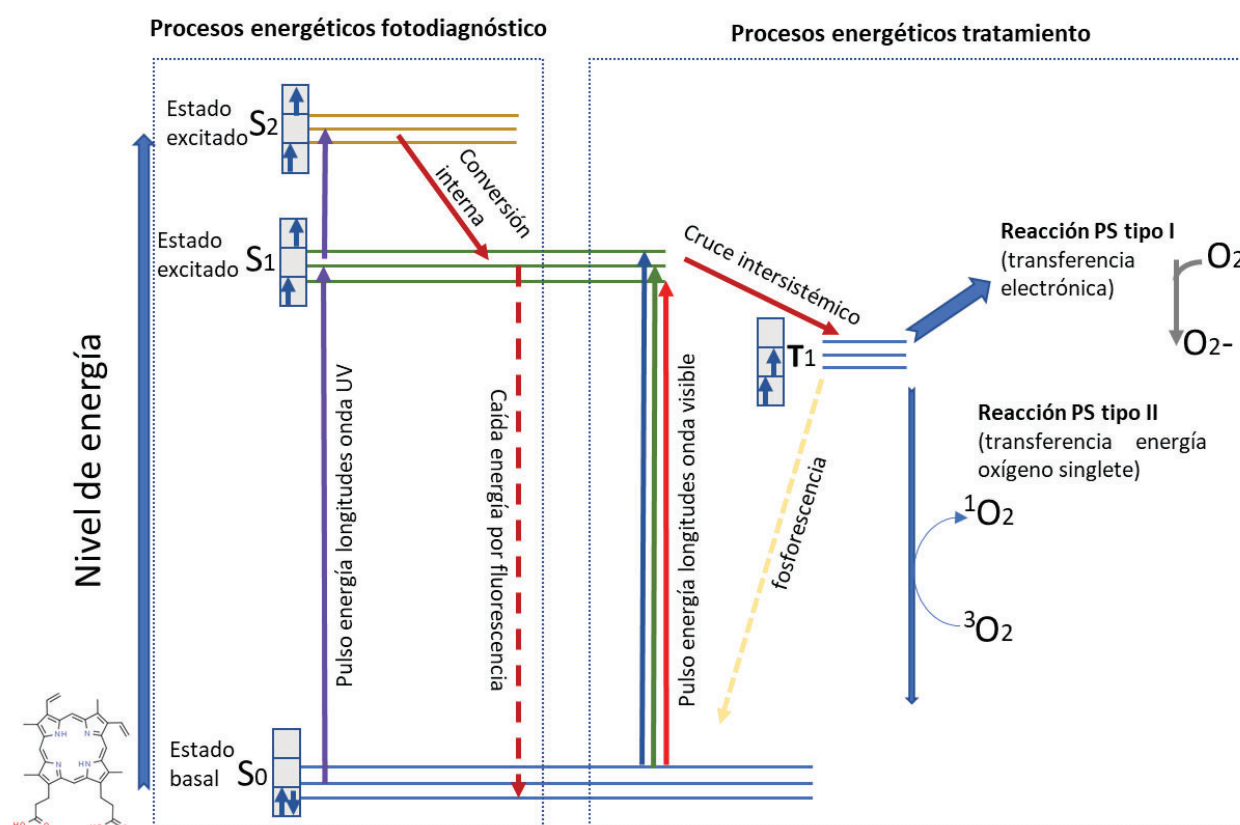 Procesos energéticos fotodiagnóstico
Procesos energéticos tratamiento
Nivel de energía
Estado
excitado S2
Estado
excitado S1
Estado
basal S0
Pulso energía longitudes onda UV
Conversión
interna
Caída energía por fluorescencia
Pulso energía longitudes onda visible
Cruce intersistémico
T1
fosforescencia
Reacción PS tipo I
(transferencia
electrónica)
O2
O2-
Reacción PS tipo II
(transferencia energía
oxígeno singlete)
1O2
3O2
NH
N
N
HN
HO
O